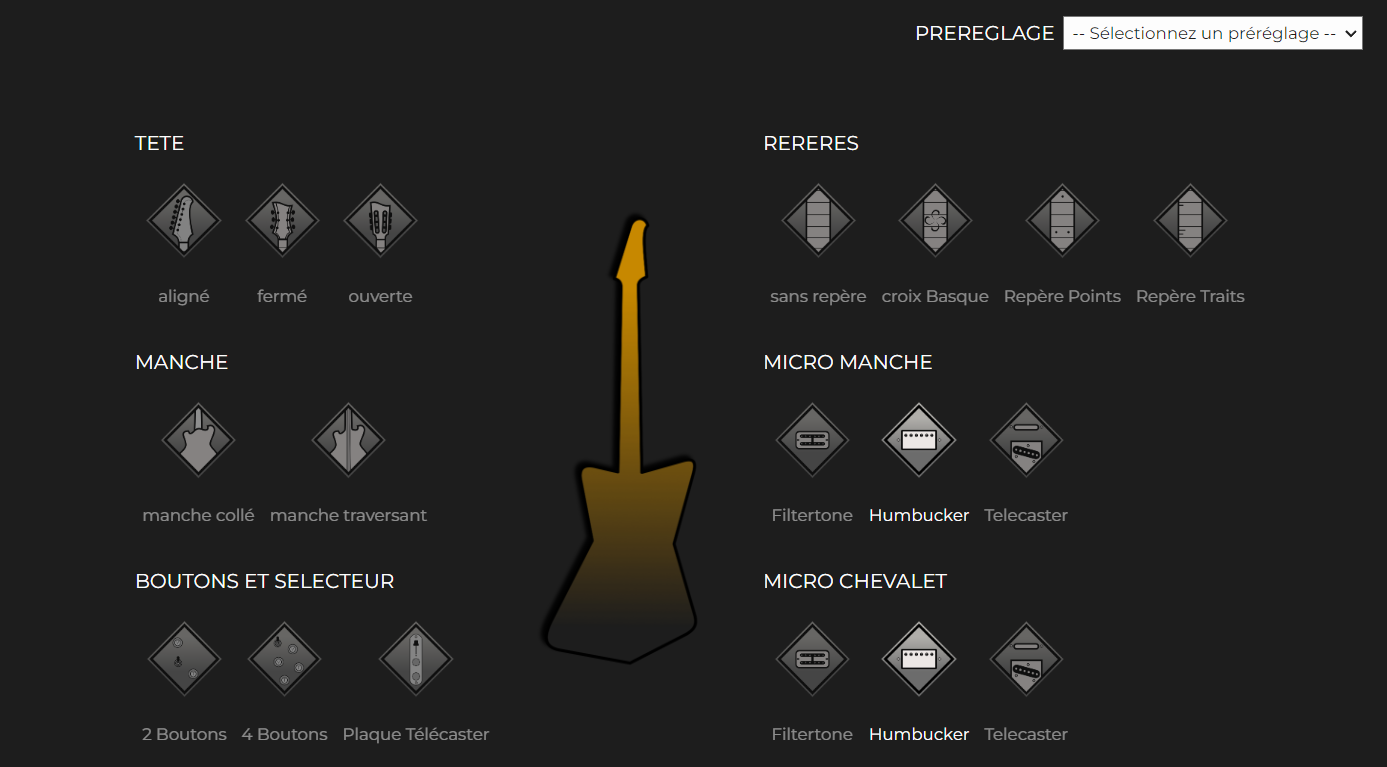 PREREGLAGE -- Sélectionnez un préréglage --
TETE
aligné fermé ouverte
MANCHE
manche collé manche traversant
BOUTONS ET SELECTEUR
2 Boutons 4 Boutons Plaque Télécaster
RERERES
sans repère croix Basque Repère Points Repère Traits
MICRO MANCHE
Filtertone Humbucker Telecaster
MICRO CHEVALET
Filtertone Humbucker Telecaster